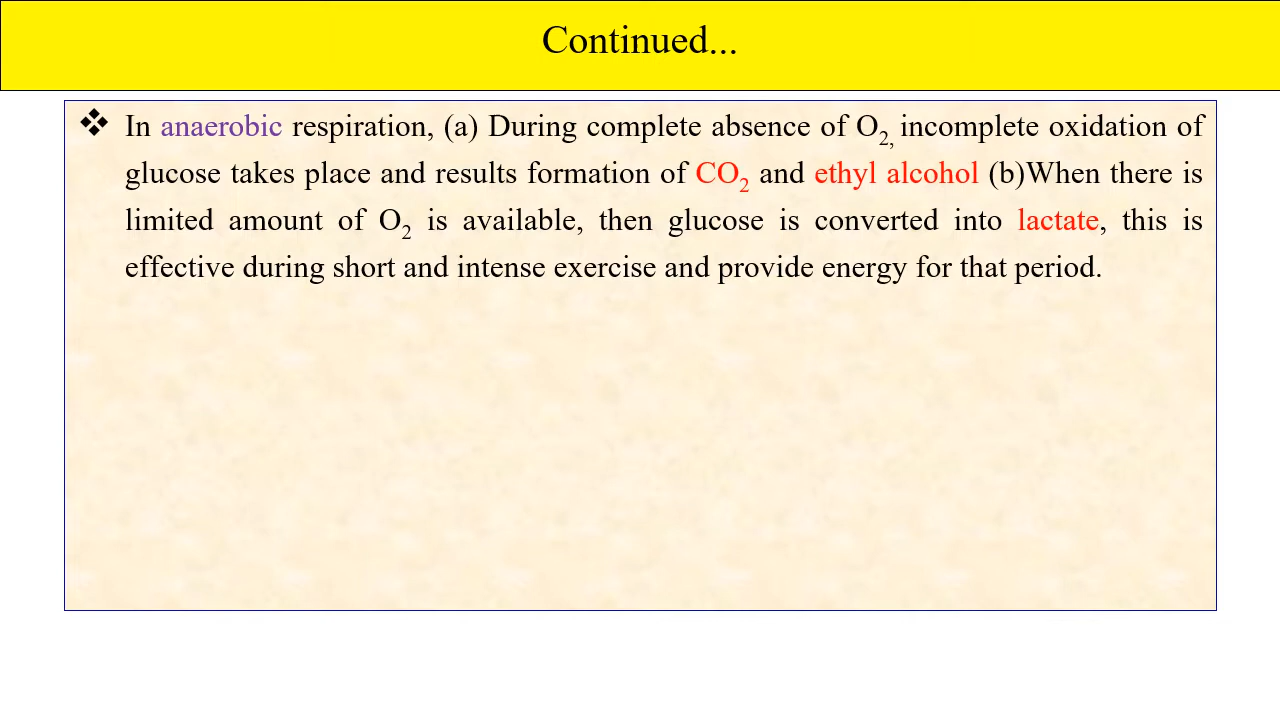 Continued...
❖ In anaerobic respiration, (a) During complete absence of O₂, incomplete oxidation of
glucose takes place and results formation of CO₂ and ethyl alcohol (b)When there is
limited amount of O₂ is available, then glucose is converted into lactate, this is
effective during short and intense exercise and provide energy for that period.